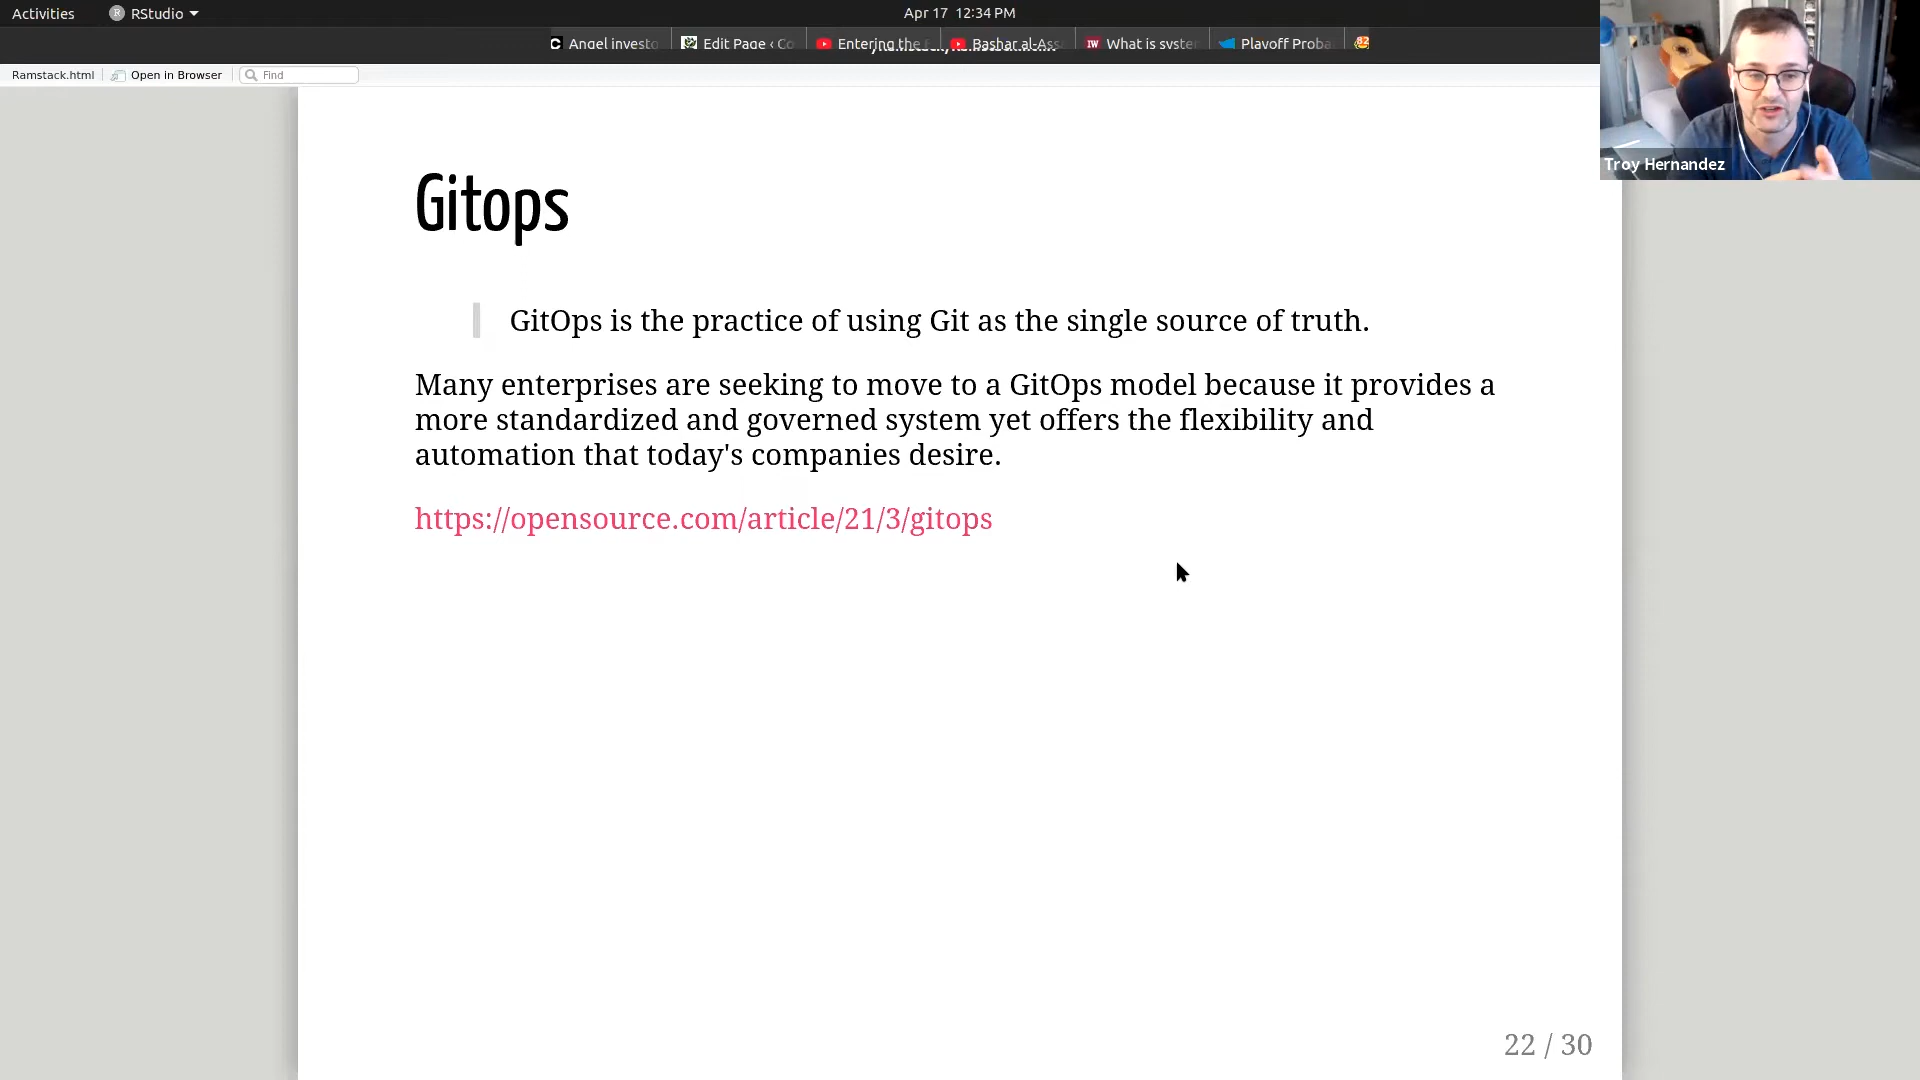 Activities
RStudio
Apr 17 12:34 PM
Angel investo
Edit Page ‹ Co
Entering the
Bashar al-Ass
What is syste
Playoff Proba
Ramstack.html
Open in Browser
Find
Troy Hernandez
Gitops
GitOps is the practice of using Git as the single source of truth.
Many enterprises are seeking to move to a GitOps model because it provides a
more standardized and governed system yet offers the flexibility and
automation that today's companies desire.
https://opensource.com/article/21/3/gitops
22 / 30